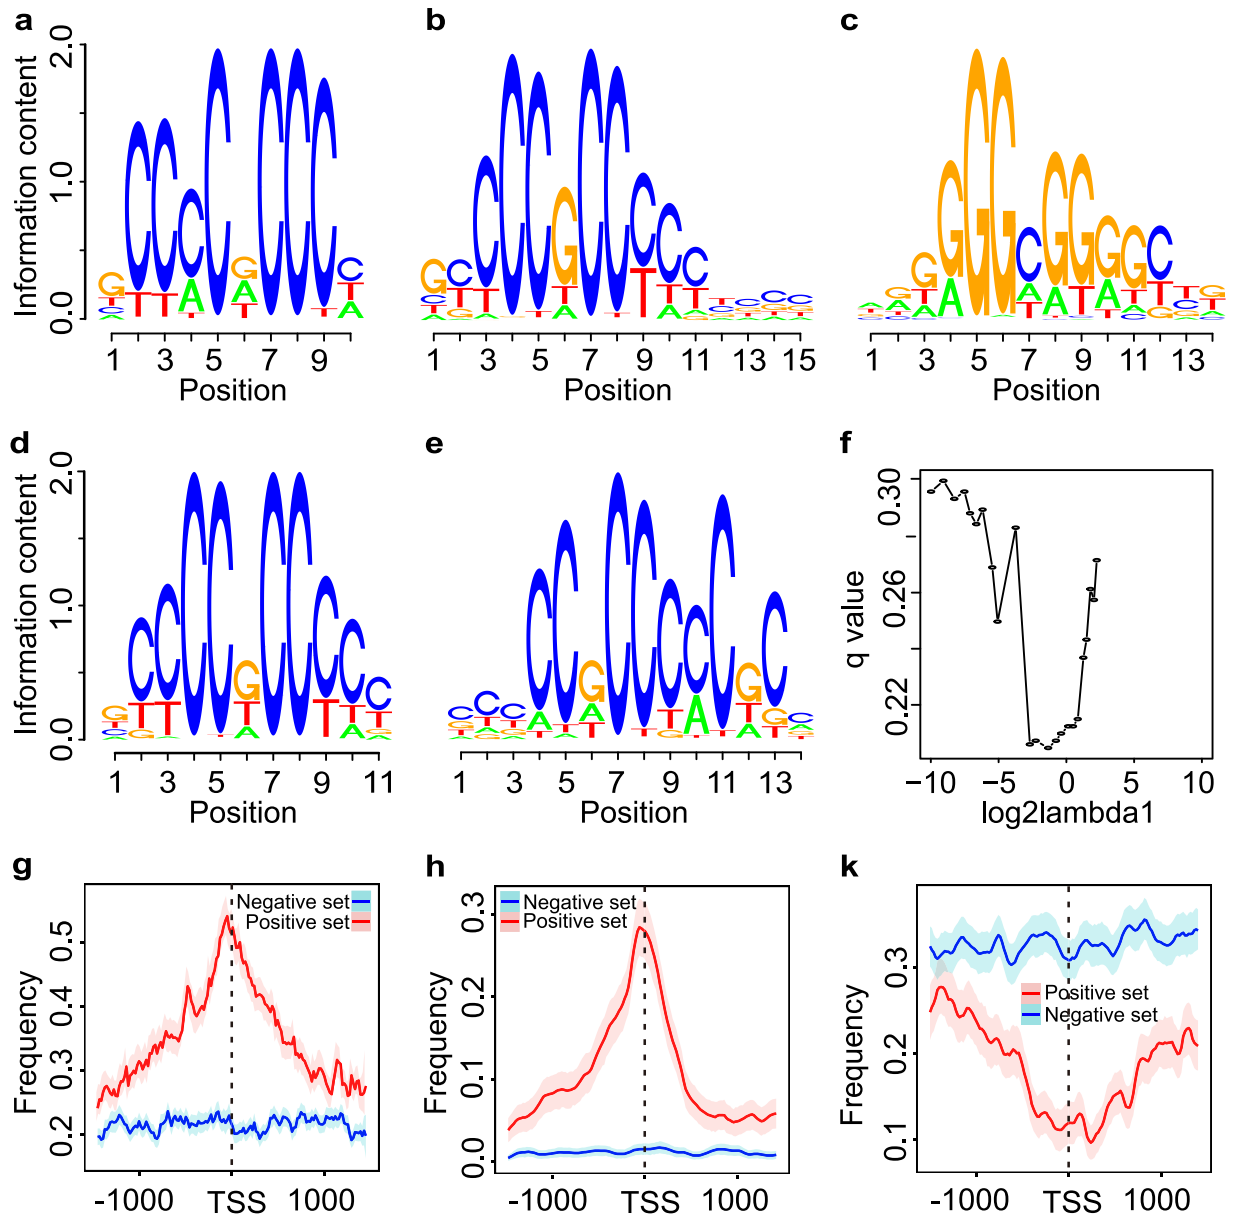 a
b
c
Information content
2.0
1.0
0.0
1 3 5 7 9
Position
1 3 5 7 9 11 13 15
Position
1 3 5 7 9 11 13
Position
d
e
f
Information content
2.0
1.0
0.0
1 3 5 7 9 11
Position
1 3 5 7 9 11 13
Position
q value
0.30
0.26
0.22
−10 −5 0 5 10
log2lambda1
g
h
k
Negative set
Positive set
Frequency
0.5
0.4
0.3
0.2
-1000 TSS 1000
Negative set
Positive set
Frequency
0.3
0.2
0.1
0.0
-1000 TSS 1000
Positive set
Negative set
Frequency
0.3
0.2
0.1
-1000 TSS 1000